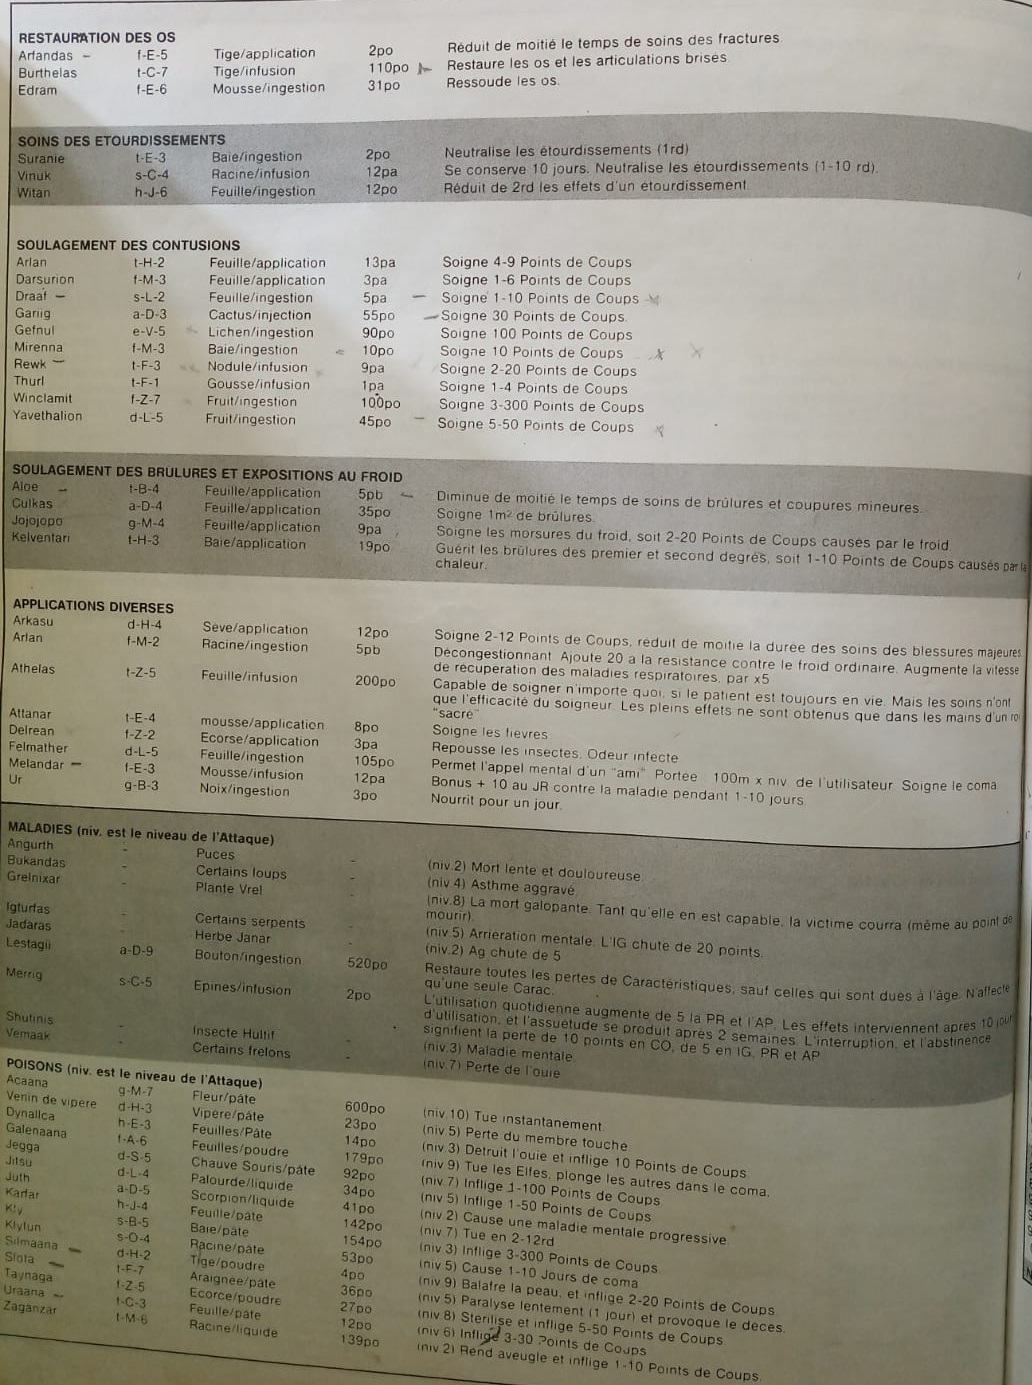 RESTAURATION DES OS
Arfandas – f-E-5 Tige/application 2po Réduit de moitié le temps de soins des fractures.
Burthelas t-C-7 Tige/infusion 110po Restaure les os et les articulations brisés.
Edram f-E-6 Mousse/ingestion 31po Ressoude les os.
SOINS DES ETOURDISSEMENTS
Suranie t-E-3 Baie/ingestion 2po Neutralise les étourdissements (1rd)
Vinuk s-C-4 Racine/infusion 12pa Se conserve 10 jours. Neutralise les étourdissements (1-10 rd).
Witan h-J-6 Feuille/ingestion 12po Réduit de 2rd les effets d'un étourdissement.
SOULAGEMENT DES CONTUSIONS
Arlan t-H-2 Feuille/application 13pa Soigne 4-9 Points de Coups
Darsurion f-M-3 Feuille/application 3pa Soigne 1-6 Points de Coups
Draaf – s-L-2 Feuille/ingestion 5pa – Soigne 1-10 Points de Coups
Gariig a-D-3 Cactus/injection 55po – Soigne 30 Points de Coups.
Gefnul e-V-5 Lichen/ingestion 90po Soigne 100 Points de Coups
Mirenna f-M-3 Baie/ingestion 10po Soigne 10 Points de Coups
Rewk – t-F-3 Nodule/infusion 9pa Soigne 2-20 Points de Coups
Thurl t-F-1 Gousse/infusion 1pa Soigne 1-4 Points de Coups
Winclamit f-Z-7 Fruit/ingestion 100po Soigne 3-300 Points de Coups
Yavethalion d-L-5 Fruit/ingestion 45po – Soigne 5-50 Points de Coups
SOULAGEMENT DES BRÛLURES ET EXPOSITIONS AU FROID
Aloe – t-B-4 Feuille/application 5pb – Diminue de moitié le temps de soins de brûlures et coupures mineures.
Culkas a-D-4 Feuille/application 35po Soigne 1m² de brûlures.
Jojojopo g-M-4 Feuille/application 9pa Soigne les morsures du froid, soit 2-20 Points de Coups causés par le froid.
Kelventari t-H-3 Baie/application 19po Guérit les brûlures des premier et second degrés, soit 1-10 Points de Coups causés par la
chaleur.
APPLICATIONS DIVERSES
Arkasu d-H-4 Sève/application 12po Soigne 2-12 Points de Coups, réduit de moitié la durée des soins des blessures majeures.
Arlan f-M-2 Racine/ingestion 5pb Décongestionnant. Ajoute 20 à la résistance contre le froid ordinaire. Augmente la vitesse
de récupération des maladies respiratoires, par x5
Athelas t-Z-5 Feuille/infusion 200po Capable de soigner n'importe quoi, si le patient est toujours en vie. Mais les soins n'ont
que l'efficacité du soigneur. Les pleins effets ne sont obtenus que dans les mains d'un roi
"sacré"
Attanar t-E-4 mousse/application 8po Soigne les fièvres
Delrean f-Z-2 Ecorse/application 3pa Repousse les insectes. Odeur infecte
Felmather d-L-5 Feuille/ingestion 105po Permet l'appel mental d'un "ami" Portée 100m x niv. de l'utilisateur. Soigne le coma
Melandar – f-E-3 Mousse/infusion 12pa Bonus + 10 au JR contre la maladie pendant 1-10 jours.
Ur g-B-3 Noix/ingestion 3po Nourrit pour un jour.
MALADIES (niv. est le niveau de l'Attaque)
Angurth - Puces - (niv.2) Mort lente et douloureuse.
Bukandas - Certains loups - (niv.4) Asthme aggravé.
Grelnixar - Plante Vrel - (niv.8) La mort galopante. Tant qu'elle en est capable, la victime courra (même au point de
mourir).
Igturfas - Certains serpents - (niv.5) Arriération mentale. L'IG chute de 20 points.
Jadaras - Herbe Janar - (niv.2) Ag chute de 5
Lestagii a-D-9 Bouton/ingestion 520po Restaure toutes les pertes de Caractéristiques, sauf celles qui sont dues à l'âge. N'affecte
qu'une seule Carac.
Merrig s-C-5 Epines/infusion 2po L'utilisation quotidienne augmente de 5 la PR et l'AP. Les effets interviennent après 10 jours
d'utilisation, et l'assuétude se produit après 2 semaines. L'interruption, et l'abstinence
signifient la perte de 10 points en CO, de 5 en IG, PR et AP
Shutinis - Insecte Hultif - (niv.3) Maladie mentale.
Vemaak - Certains frelons - (niv.7) Perte de l'ouïe
POISONS (niv. est le niveau de l'Attaque)
Acaana g-M-7 Fleur/pâte 600po (niv.10) Tue instantanément.
Venin de vipère d-H-3 Vipère/pâte 23po (niv.5) Perte du membre touché
Dynallca h-E-3 Feuilles/Pâte 14po (niv.3) Détruit l'ouïe et inflige 10 Points de Coups.
Galenaana f-A-6 Feuilles/poudre 179po (niv.9) Tue les Elfes, plonge les autres dans le coma.
Jegga d-S-5 Chauve Souris/pâte 92po (niv.7) Inflige 1-100 Points de Coups
Jitsu d-L-4 Palourde/liquide 34po (niv.5) Inflige 1-50 Points de Coups
Juth a-D-5 Scorpion/liquide 41po (niv.2) Cause une maladie mentale progressive.
Karfar h-J-4 Feuille/pâte 142po (niv.7) Tue en 2-12rd
Kly s-B-5 Baie/pâte 154po (niv.3) Inflige 3-300 Points de Coups.
Klytun s-O-4 Racine/pâte 53po (niv.5) Cause 1-10 Jours de coma.
Silmaana – d-H-2 Tige/poudre 4po (niv.9) Balafre la peau, et inflige 2-20 Points de Coups.
Slota – t-F-7 Araignée/pâte 36po (niv.5) Paralyse lentement (1 jour) et provoque le décès.
Taynaga f-Z-5 Ecorce/poudre 27po (niv.8) Stérilise et inflige 5-50 Points de Coups.
Uraana – t-C-3 Feuille/pâte 12po (niv.6) Inflige 3-30 Points de Coups
Zaganzar t-M-6 Racine/liquide 139po (niv.2) Rend aveugle et inflige 1-10 Points de Coups.